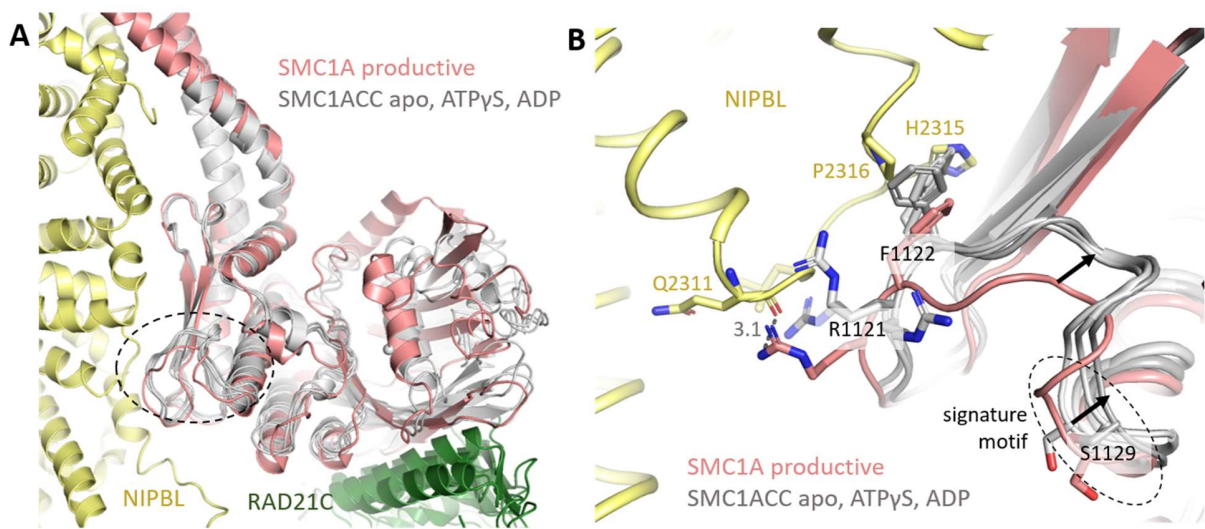 A
SMC1A productive
SMC1ACC apo, ATPγS, ADP
NIPBL
RAD21C
B
NIPBL
H2315
P2316
F1122
Q2311
3.1
R1121
signature
motif
S1129
SMC1A productive
SMC1ACC apo, ATPγS, ADP